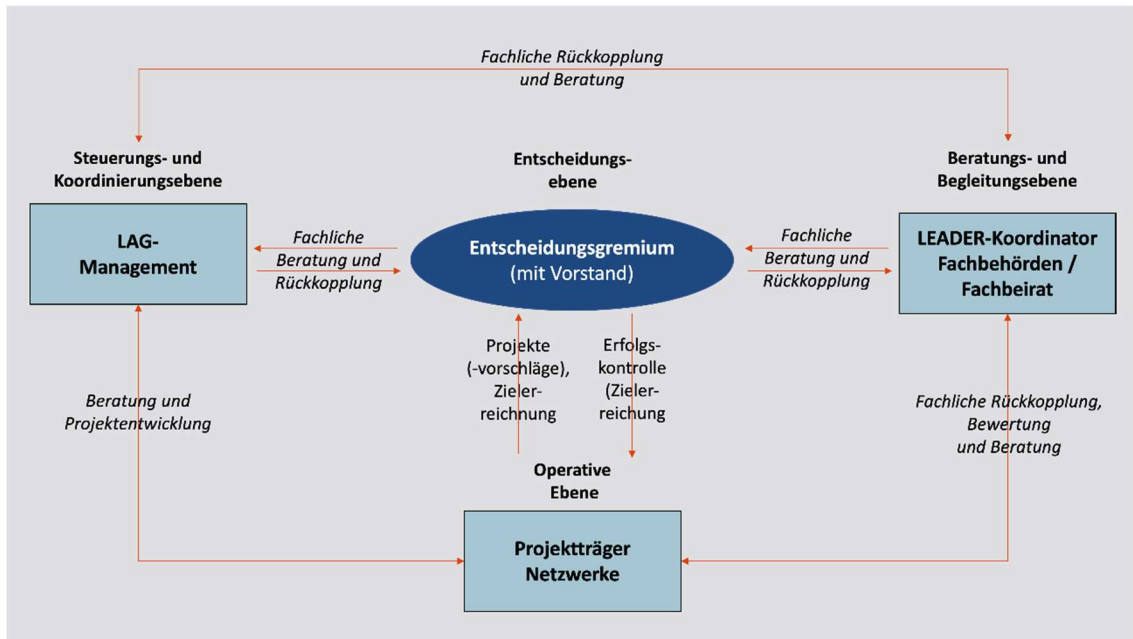 Fachliche Rückkopplung
und Beratung
Steuerungs- und
Koordinierungsebene
Entscheidungs-
ebene
Beratungs- und
Begleitungsebene
LAG-
Management
Fachliche
Beratung und
Rückkopplung
Entscheidungsgremium
(mit Vorstand)
Fachliche
Beratung und
Rückkopplung
LEADER-Koordinator
Fachbehörden /
Fachbeirat
Projekte
(-vorschläge),
Zieler-
reichnung
Erfolgs-
kontrolle
(Zieler-
reichung
Beratung und
Projektentwicklung
Fachliche Rückkopplung,
Bewertung
und Beratung
Operative
Ebene
Projektträger
Netzwerke